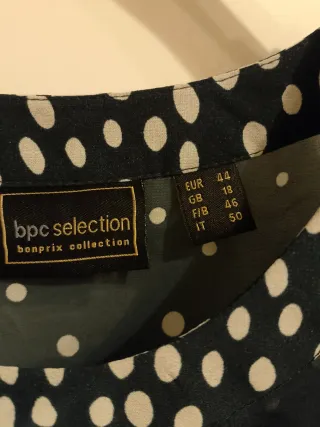 bpc selection
bonprix collection
EUR 44
GB 18
F/B 46
IT 50